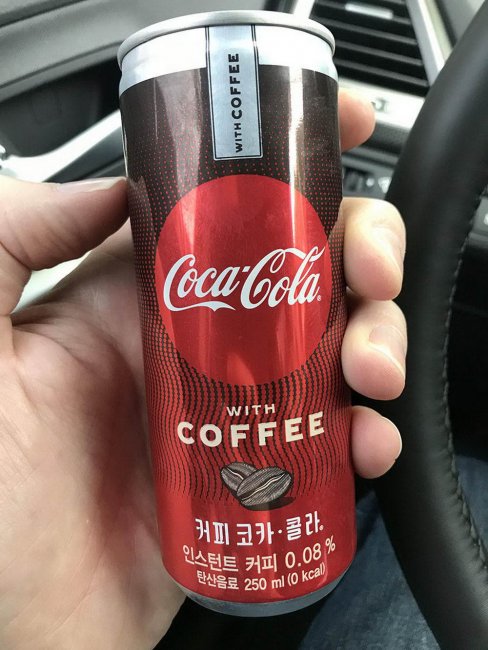 WITH COFFEE
Coca-Cola®
WITH
COFFEE
커피 코카·콜라®
인스턴트 커피 0.08 %
탄산음료 250 ml (0 kcal)